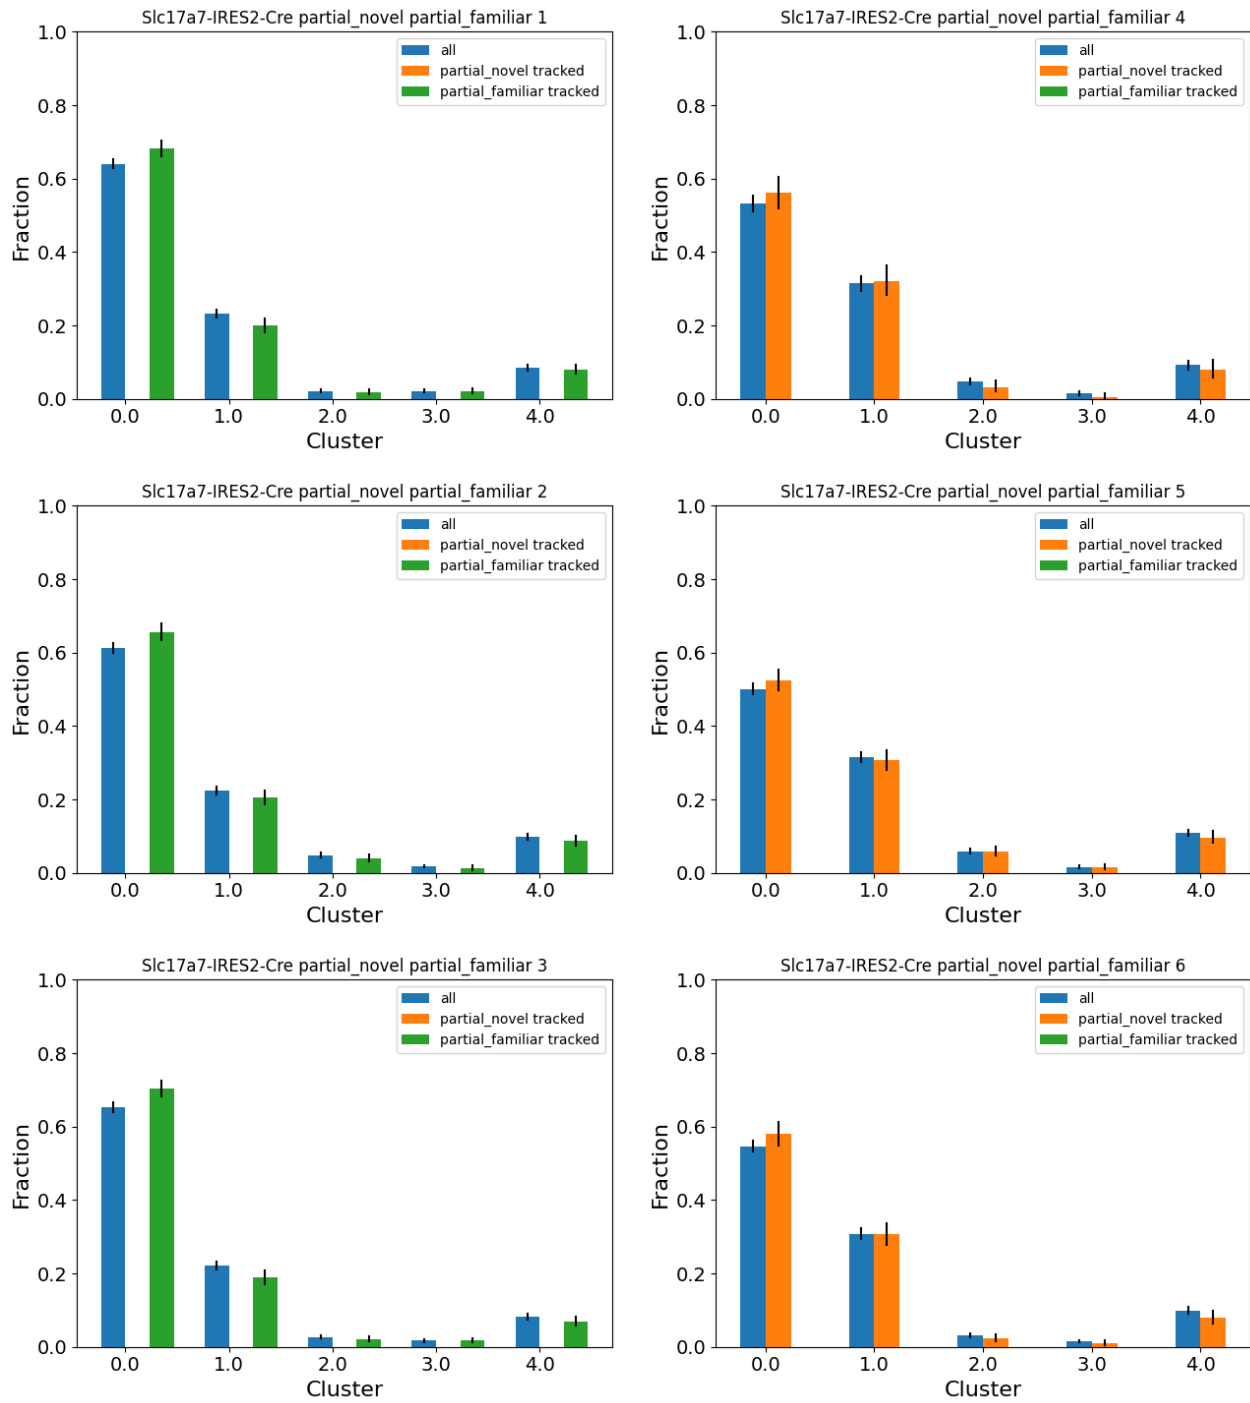 Slc17a7-IRES2-Cre partial_novel partial_familiar 1
1.0
0.8
0.6
0.4
0.2
0.0
Fraction
all
partial_novel tracked
partial_familiar tracked
0.0 1.0 2.0 3.0 4.0
Cluster
Slc17a7-IRES2-Cre partial_novel partial_familiar 4
1.0
0.8
0.6
0.4
0.2
0.0
Fraction
all
partial_novel tracked
partial_familiar tracked
0.0 1.0 2.0 3.0 4.0
Cluster
Slc17a7-IRES2-Cre partial_novel partial_familiar 2
1.0
0.8
0.6
0.4
0.2
0.0
Fraction
all
partial_novel tracked
partial_familiar tracked
0.0 1.0 2.0 3.0 4.0
Cluster
Slc17a7-IRES2-Cre partial_novel partial_familiar 5
1.0
0.8
0.6
0.4
0.2
0.0
Fraction
all
partial_novel tracked
partial_familiar tracked
0.0 1.0 2.0 3.0 4.0
Cluster
Slc17a7-IRES2-Cre partial_novel partial_familiar 3
1.0
0.8
0.6
0.4
0.2
0.0
Fraction
all
partial_novel tracked
partial_familiar tracked
0.0 1.0 2.0 3.0 4.0
Cluster
Slc17a7-IRES2-Cre partial_novel partial_familiar 6
1.0
0.8
0.6
0.4
0.2
0.0
Fraction
all
partial_novel tracked
partial_familiar tracked
0.0 1.0 2.0 3.0 4.0
Cluster